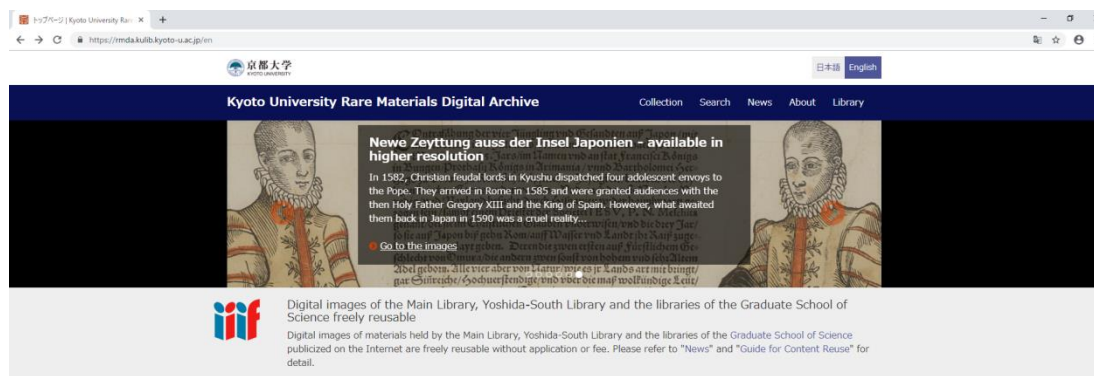 トップページ | Kyoto University Rar
https://rmda.kulib.kyoto-u.ac.jp/en
京都大学
KYOTO UNIVERSITY
日本語 English
Kyoto University Rare Materials Digital Archive
Collection Search News About Library
Newe Zeyttung auss der Insel Japonien - available in
higher resolution
In 1582, Christian feudal lords in Kyushu dispatched four adolescent envoys to
the Pope. They arrived in Rome in 1585 and were granted audiences with the
then Holy Father Gregory XIII and the King of Spain. However, what awaited
them back in Japan in 1590 was a cruel reality...
Go to the images
iiif
Digital images of the Main Library, Yoshida-South Library and the libraries of the Graduate School of
Science freely reusable
Digital images of materials held by the Main Library, Yoshida-South Library and the libraries of the Graduate School of Science
publicized on the Internet are freely reusable without application or fee. Please refer to "News" and "Guide for Content Reuse" for
detail.